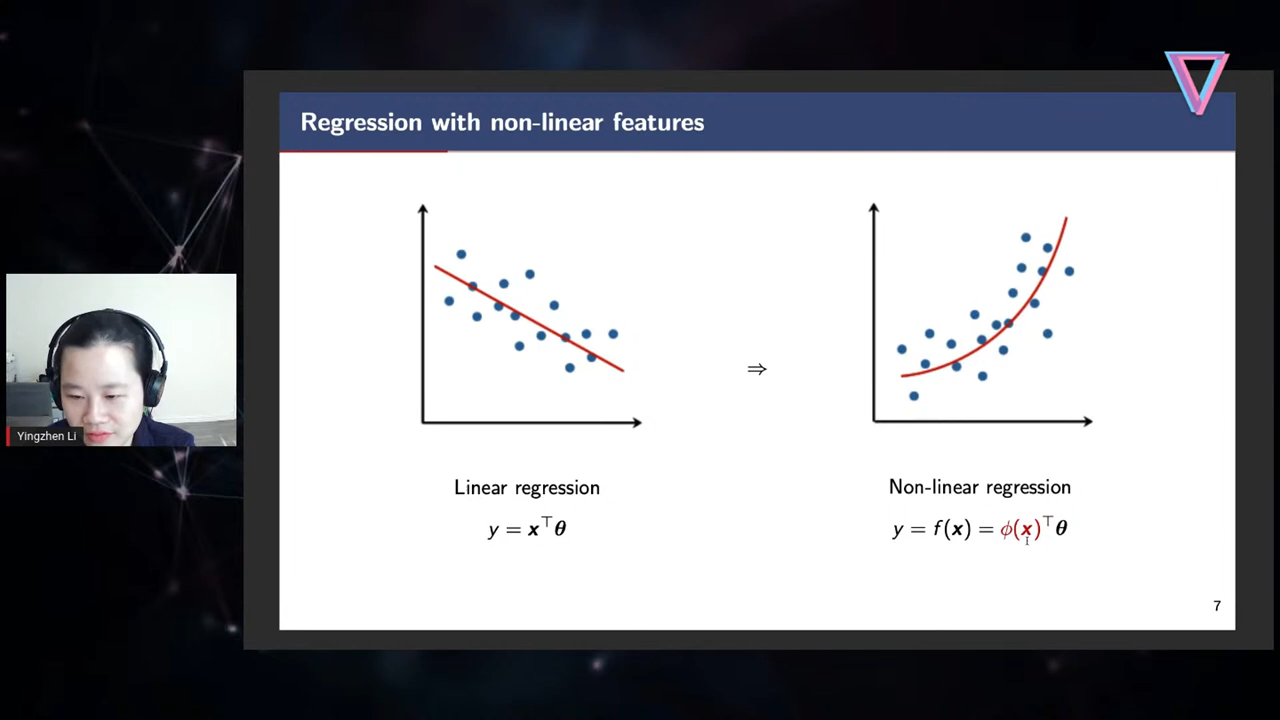 Regression with non-linear features
⇒
Linear regression
y = x⊤θ
Non-linear regression
y = f(x) = ϕ(x)⊤θ
7
Yingzhen Li